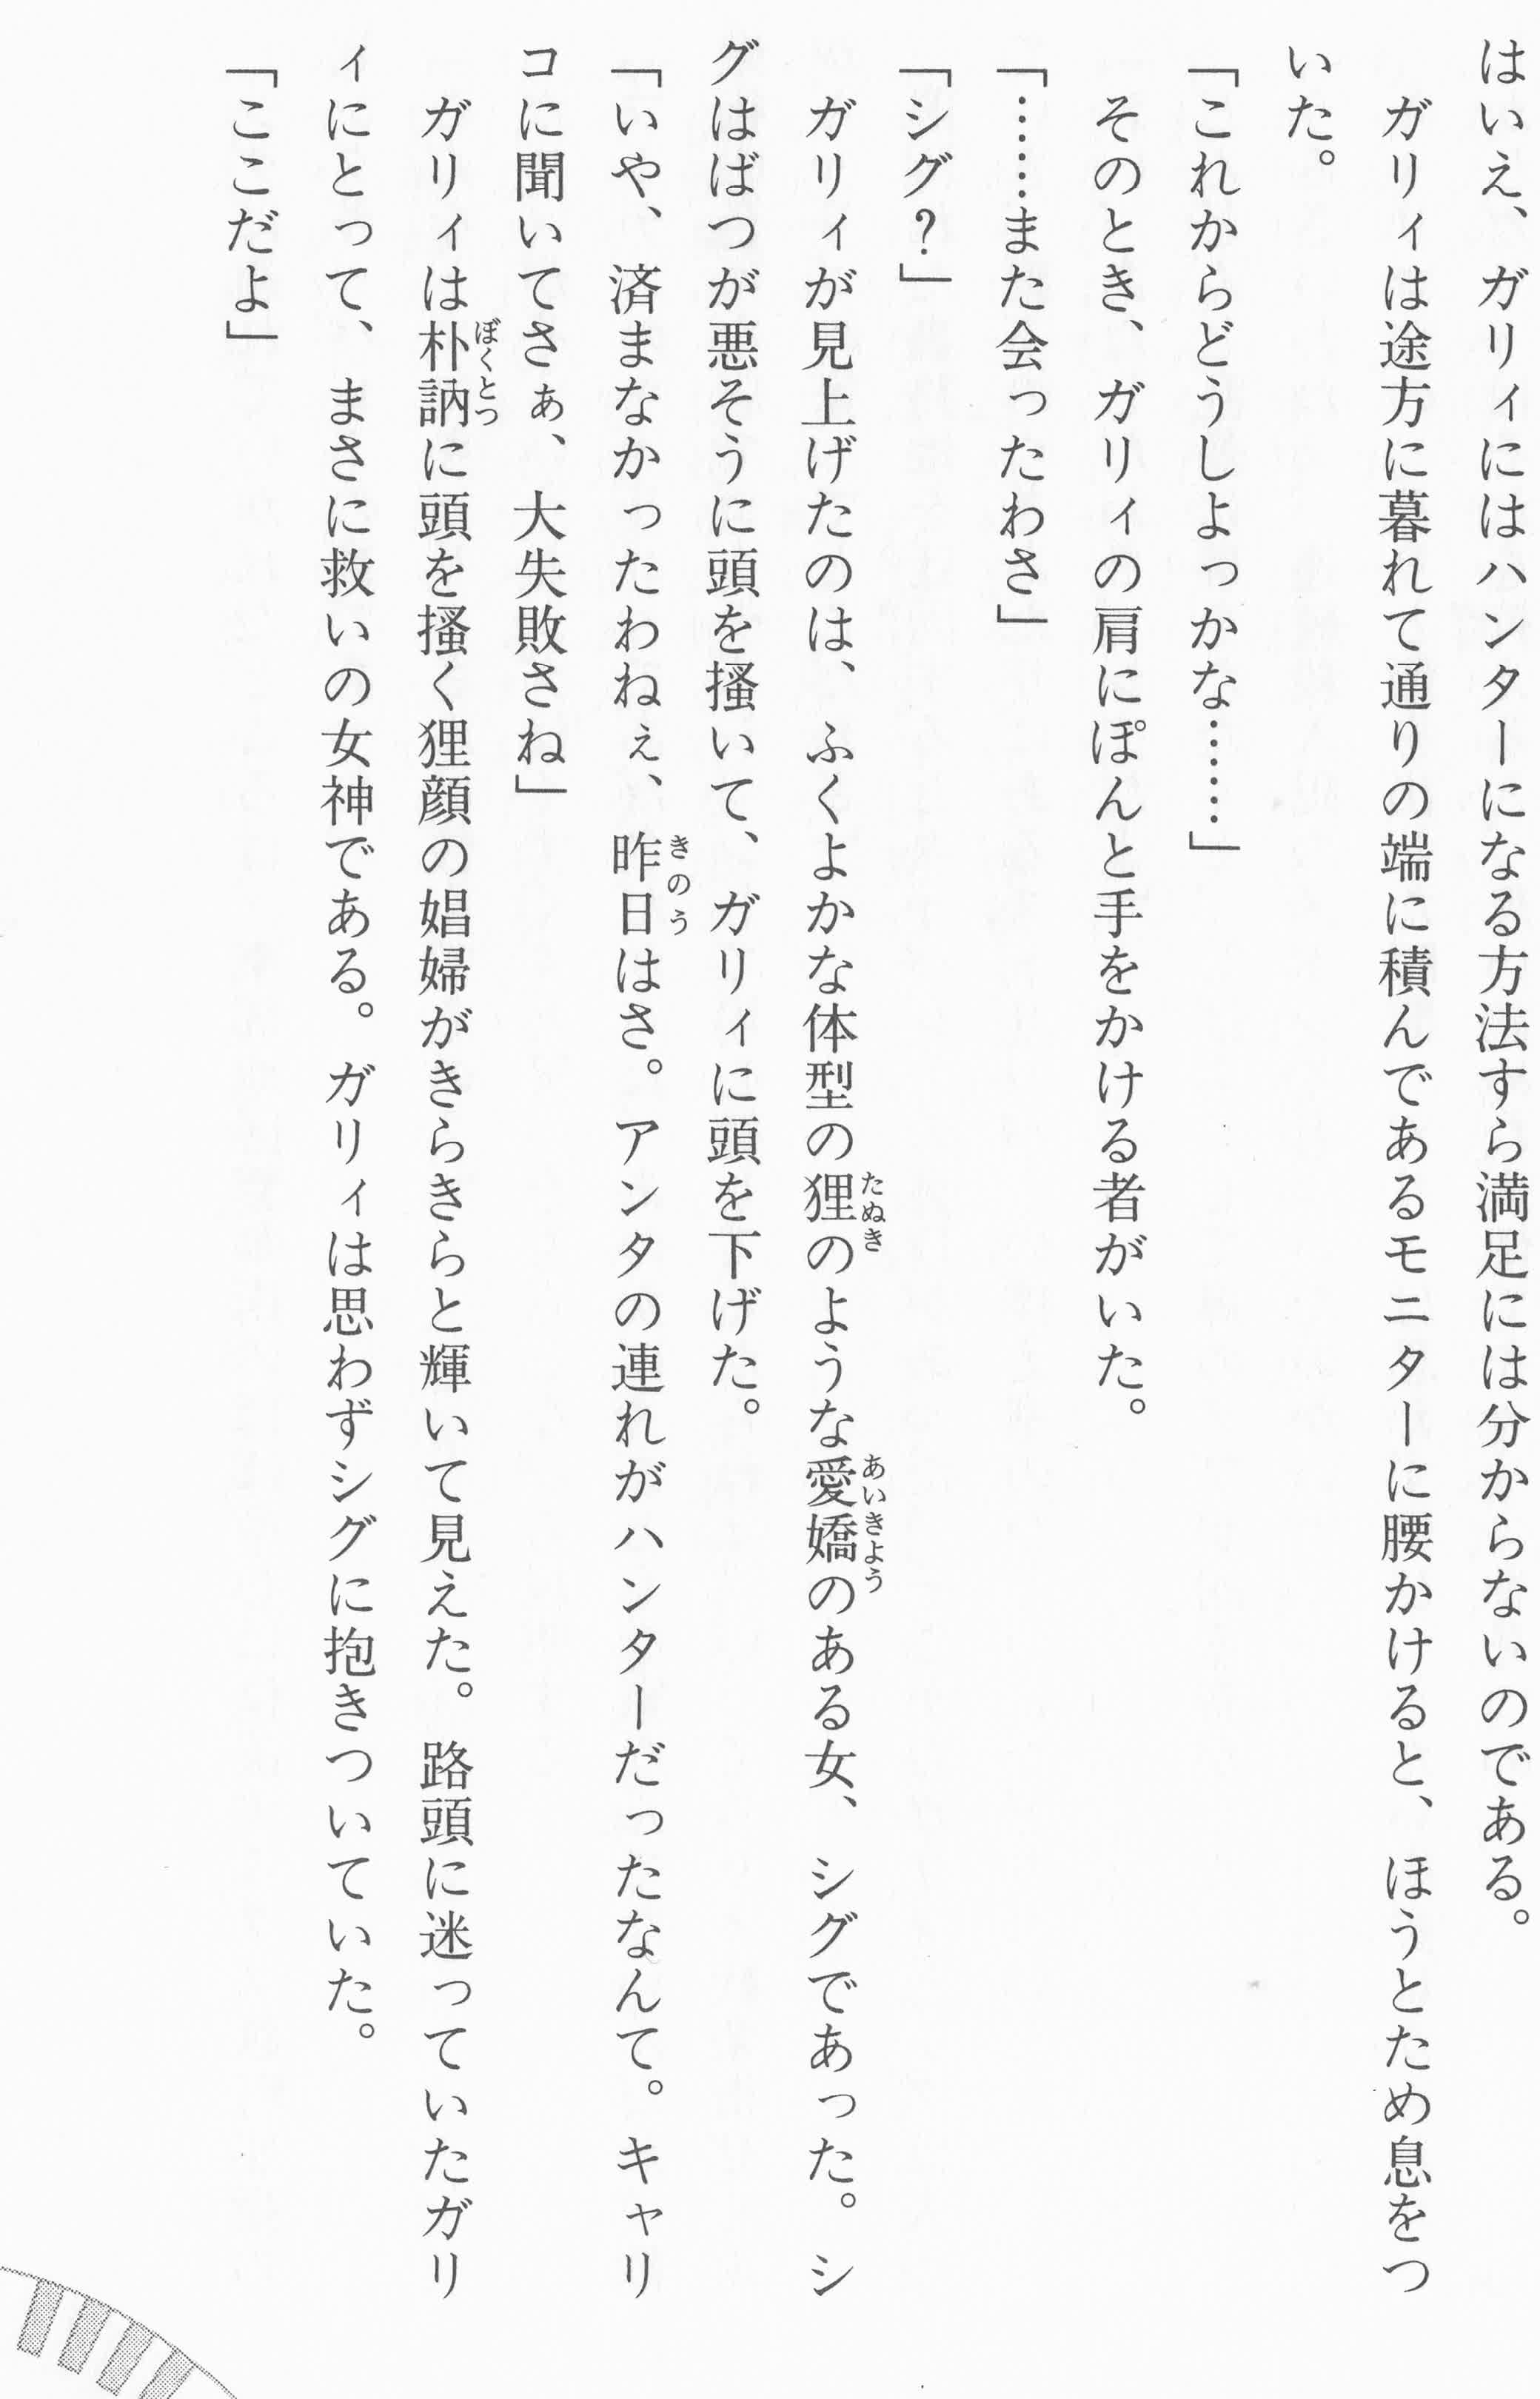 はいえ、ガリィにはハンターになる方法すら満足には分からないのである。
　ガリィは途方に暮れて通りの端に積んであるモニターに腰かけると、ほうとため息をつ
いた。
「これからどうしよっかな……」
　そのとき、ガリィの肩にぽんと手をかける者がいた。
「……また会ったわさ」
「シグ？」
　ガリィが見上げたのは、ふくよかな体型の狸のような愛嬌のある女、シグであった。シ
グはばつが悪そうに頭を掻いて、ガリィに頭を下げた。
「いや、済まなかったわねぇ、昨日はさ。アンタの連れがハンターだったなんて。キャリ
コに聞いてさぁ、大失敗さね」
　ガリィは朴訥に頭を掻く狸顔の娼婦がきらきらと輝いて見えた。路頭に迷っていたガリ
ィにとって、まさに救いの女神である。ガリィは思わずシグに抱きついていた。
「ここだよ」